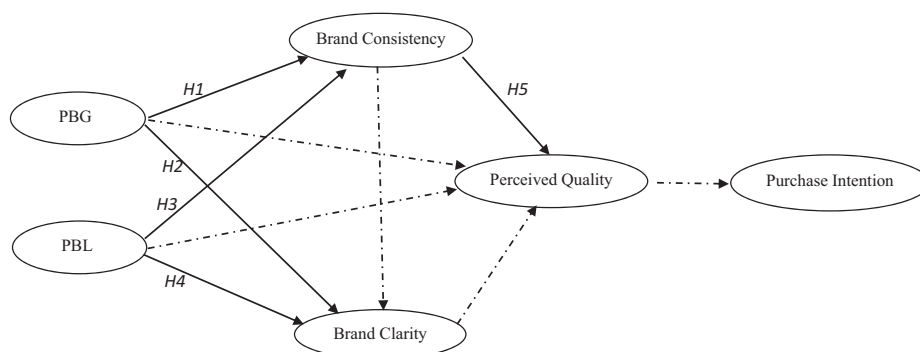 Brand Consistency
H1
H5
PBG
H2
Perceived Quality
Purchase Intention
H3
PBL
H4
Brand Clarity